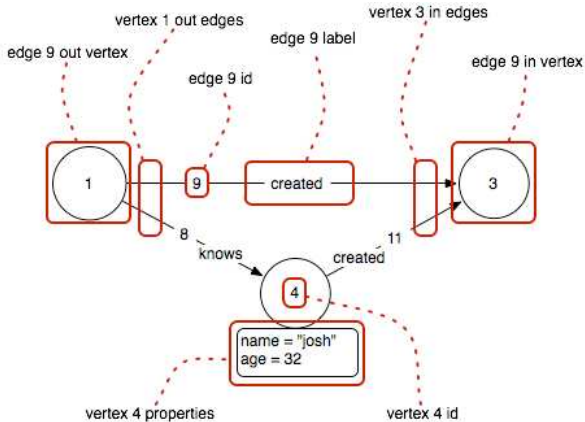 vertex 1 out edges
vertex 3 in edges
edge 9 label
edge 9 out vertex
edge 9 in vertex
edge 9 id
1
9
created
3
8
knows
created
11
4
name = "josh"
age = 32
vertex 4 properties
vertex 4 id